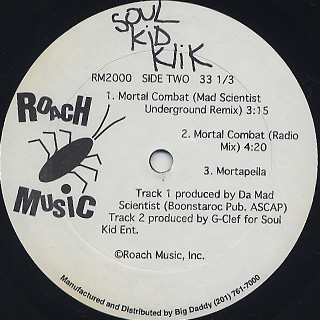 SOUL
KiD
KliK
RM2000 SIDE TWO 33 1/3
ROACH
MUSiC
1. Mortal Combat (Mad Scientist
Underground Remix) 3:15
2. Mortal Combat (Radio
Mix) 4:20
3. Mortapella
Track 1 produced by Da Mad
Scientist (Boonstaroc Pub. ASCAP)
Track 2 produced by G-Clef for Soul
Kid Ent.
©Roach Music, Inc.
Manufactured and Distributed by Big Daddy (201) 761-7000